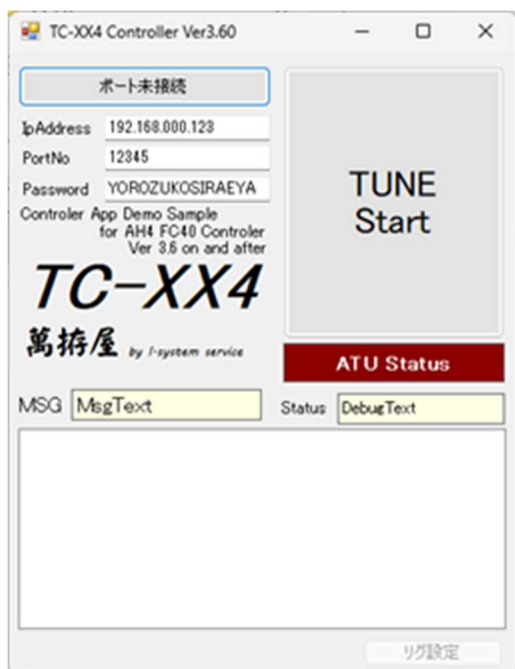 TC-XX4 Controller Ver3.60
ポート未接続
IpAddress 192.168.000.123
PortNo 12345
Password YOROZUKOSIRAEYA
Controler App Demo Sample
for AH4 FC40 Controler
Ver 3.6 on and after
TC-XX4
萬拵屋 by I-system service
TUNE
Start
ATU Status
MSG MsgText
Status DebugText
リグ設定